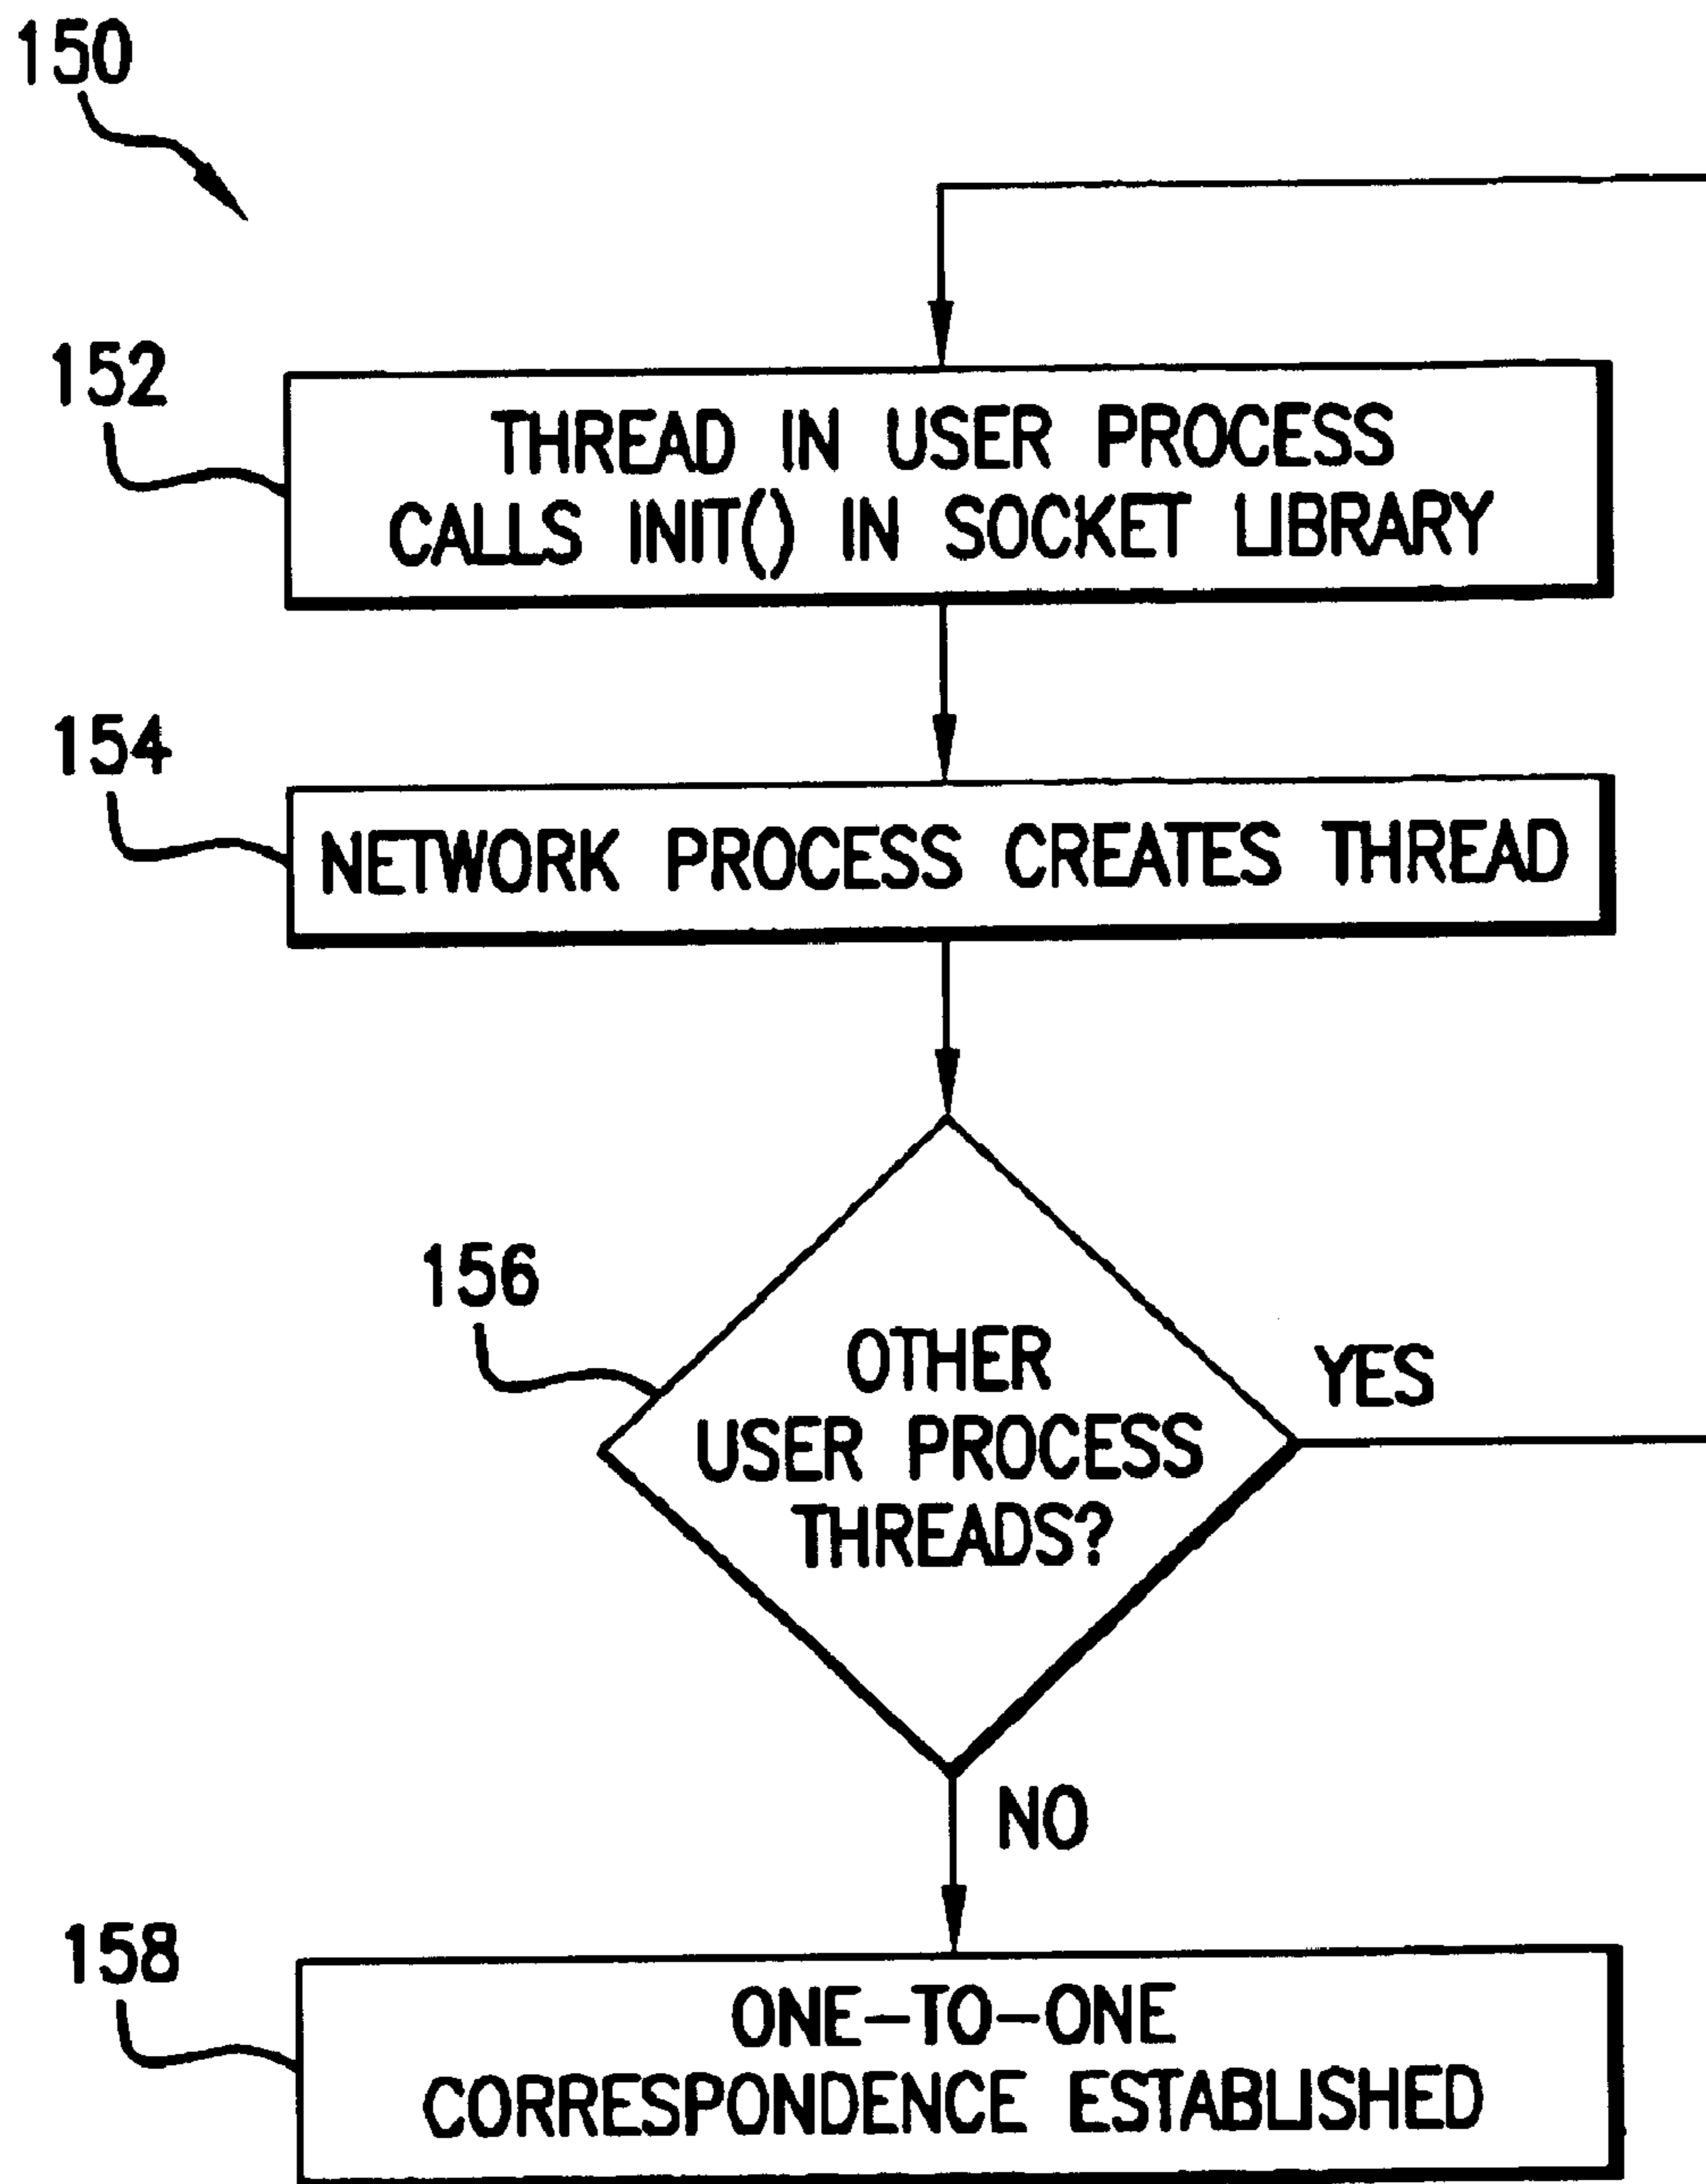 150
152
THREAD IN USER PROCESS
CALLS INIT() IN SOCKET LIBRARY
154
NETWORK PROCESS CREATES THREAD
156
OTHER
USER PROCESS
THREADS?
YES
NO
158
ONE-TO-ONE
CORRESPONDENCE ESTABLISHED